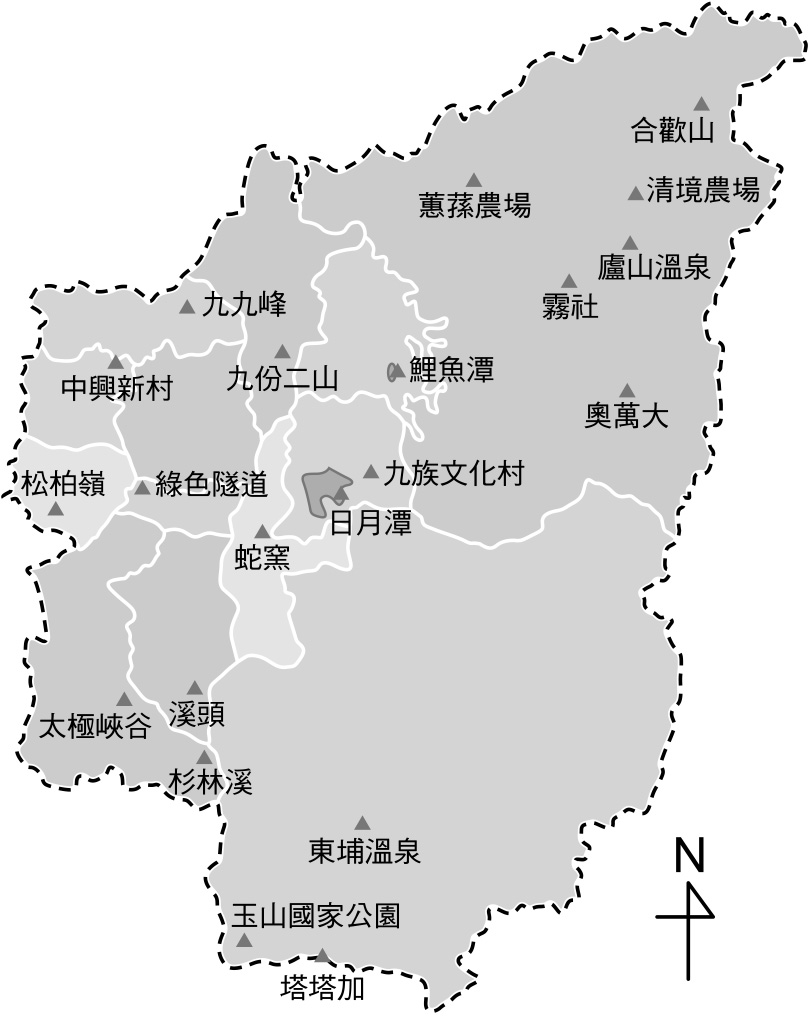 合歡山
清境農場
蕙蓀農場
廬山溫泉
霧社
九九峰
鯉魚潭
九份二山
中興新村
奧萬大
九族文化村
松柏嶺
綠色隧道
日月潭
蛇窯
溪頭
太極峽谷
杉林溪
東埔溫泉
N
玉山國家公園
塔塔加